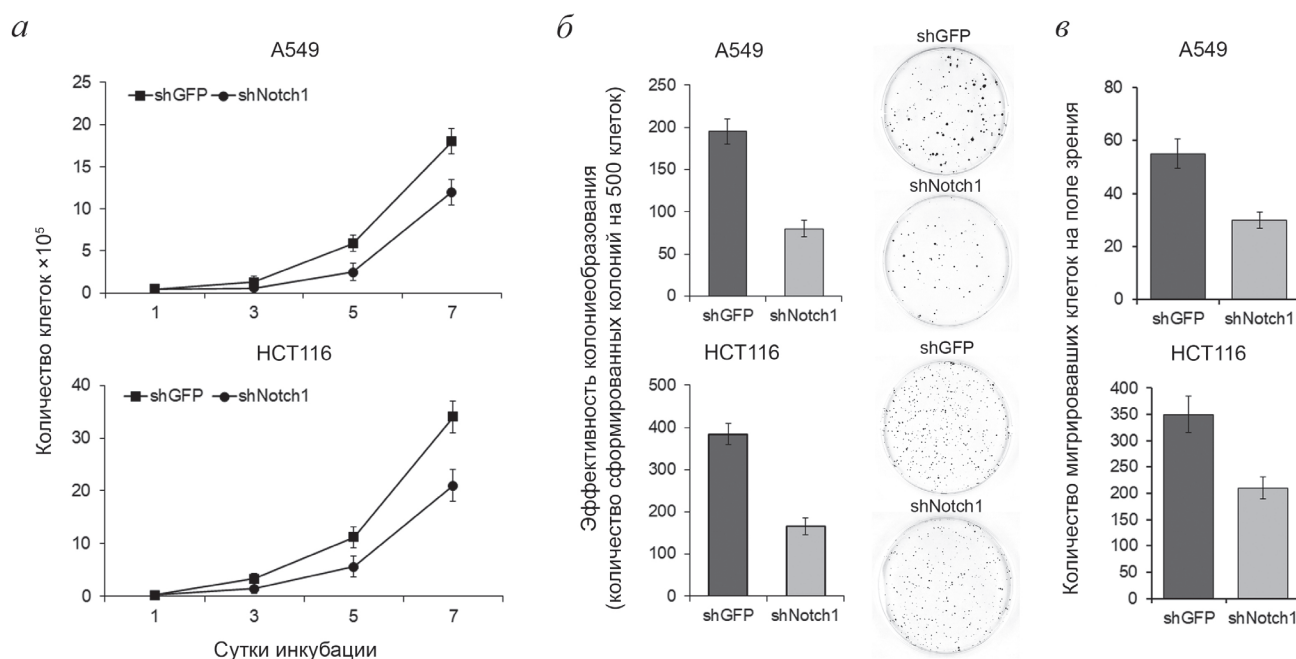 а
A549
25
20
15
10
5
0
shGFP
shNotch1
1 3 5 7
HCT116
40
30
20
10
0
shGFP
shNotch1
1 3 5 7
Количество клеток ×10⁵
Сутки инкубации
б
A549
250
200
150
100
50
0
shGFP shNotch1
HCT116
500
400
300
200
100
0
shGFP shNotch1
Эффективность колониеобразования
(количество сформированных колоний на 500 клеток)
shGFP
shNotch1
shGFP
shNotch1
в
A549
80
60
40
20
0
shGFP shNotch1
HCT116
400
350
300
250
200
150
100
50
0
shGFP shNotch1
Количество мигрировавших клеток на поле зрения